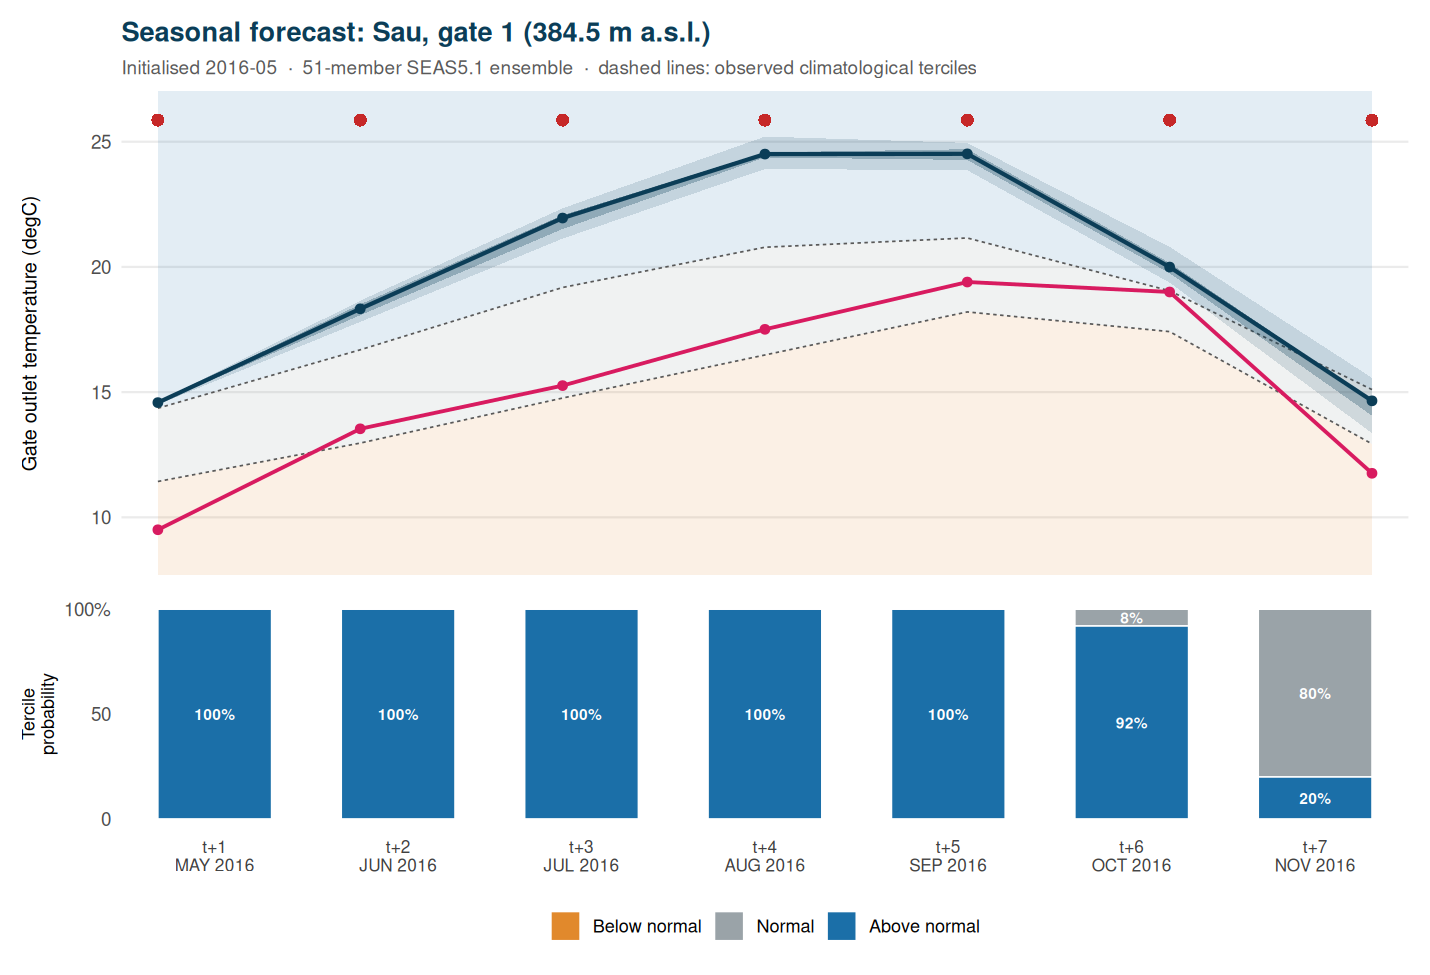 Seasonal forecast: Sau, gate 1 (384.5 m a.s.l.)
Initialised 2016-05 · 51-member SEAS5.1 ensemble · dashed lines: observed climatological terciles
Gate outlet temperature (degC)
25
20
15
10
Tercile
probability
100%
50
0
100%
100%
100%
100%
100%
8%
92%
80%
20%
t+1
MAY 2016
t+2
JUN 2016
t+3
JUL 2016
t+4
AUG 2016
t+5
SEP 2016
t+6
OCT 2016
t+7
NOV 2016
Below normal
Normal
Above normal